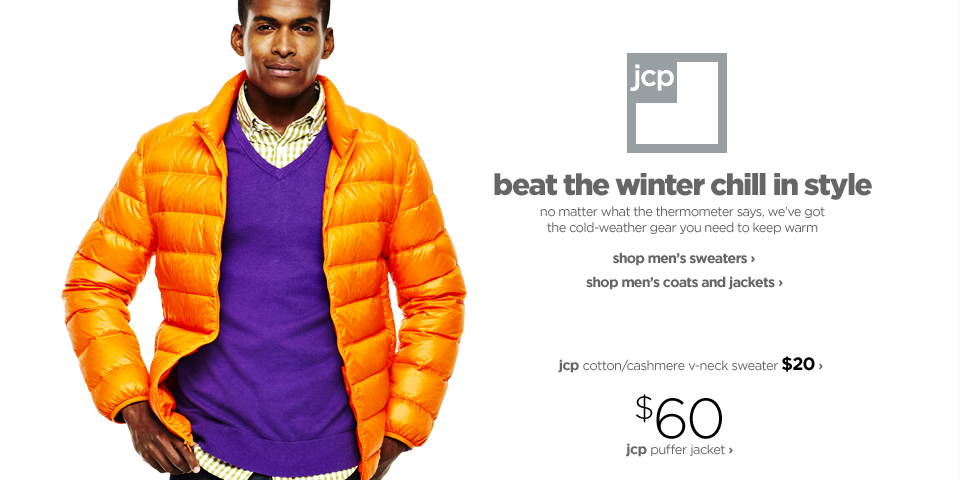 jcp
beat the winter chill in style
no matter what the thermometer says, we've got
the cold-weather gear you need to keep warm
shop men's sweaters ›
shop men's coats and jackets ›
jcp cotton/cashmere v-neck sweater $20 ›
$60
jcp puffer jacket ›